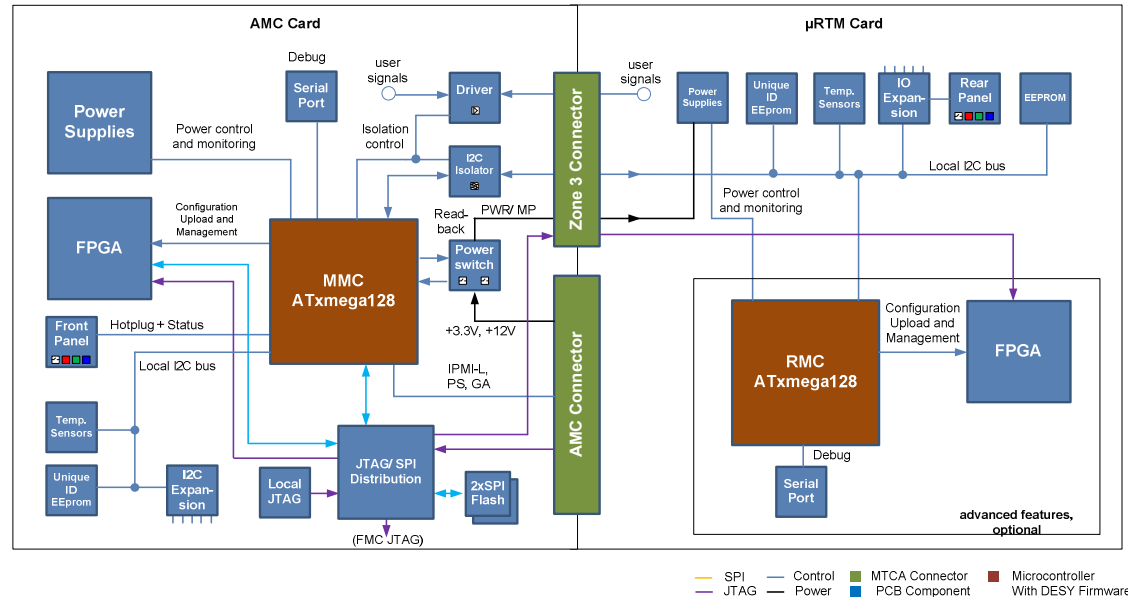 AMC Card
µRTM Card
Debug
user
signals
user
signals
Power
Supplies
Serial
Port
Driver
Power
Supplies
Unique
ID
EEprom
Temp.
Sensors
IO
Expan-
sion
Rear
Panel
EEPROM
Power control
and monitoring
Isolation
control
I2C
Isolator
Zone 3 Connector
Local I2C bus
Power control
and monitoring
FPGA
Configuration
Upload and
Management
MMC
ATxmega128
Read-
back
PWR/ MP
Power
switch
+3.3V, +12V
Front
Panel
Hotplug + Status
Local I2C bus
IPMI-L,
PS, GA
AMC Connector
RMC
ATxmega128
Configuration
Upload and
Management
FPGA
Temp.
Sensors
Unique
ID
EEprom
I2C
Expan-
sion
Local
JTAG
JTAG/ SPI
Distribution
2xSPI
Flash
(FMC JTAG)
Debug
Serial
Port
advanced features,
optional
SPI
Control
MTCA Connector
Microcontroller
JTAG
Power
PCB Component
With DESY Firmware